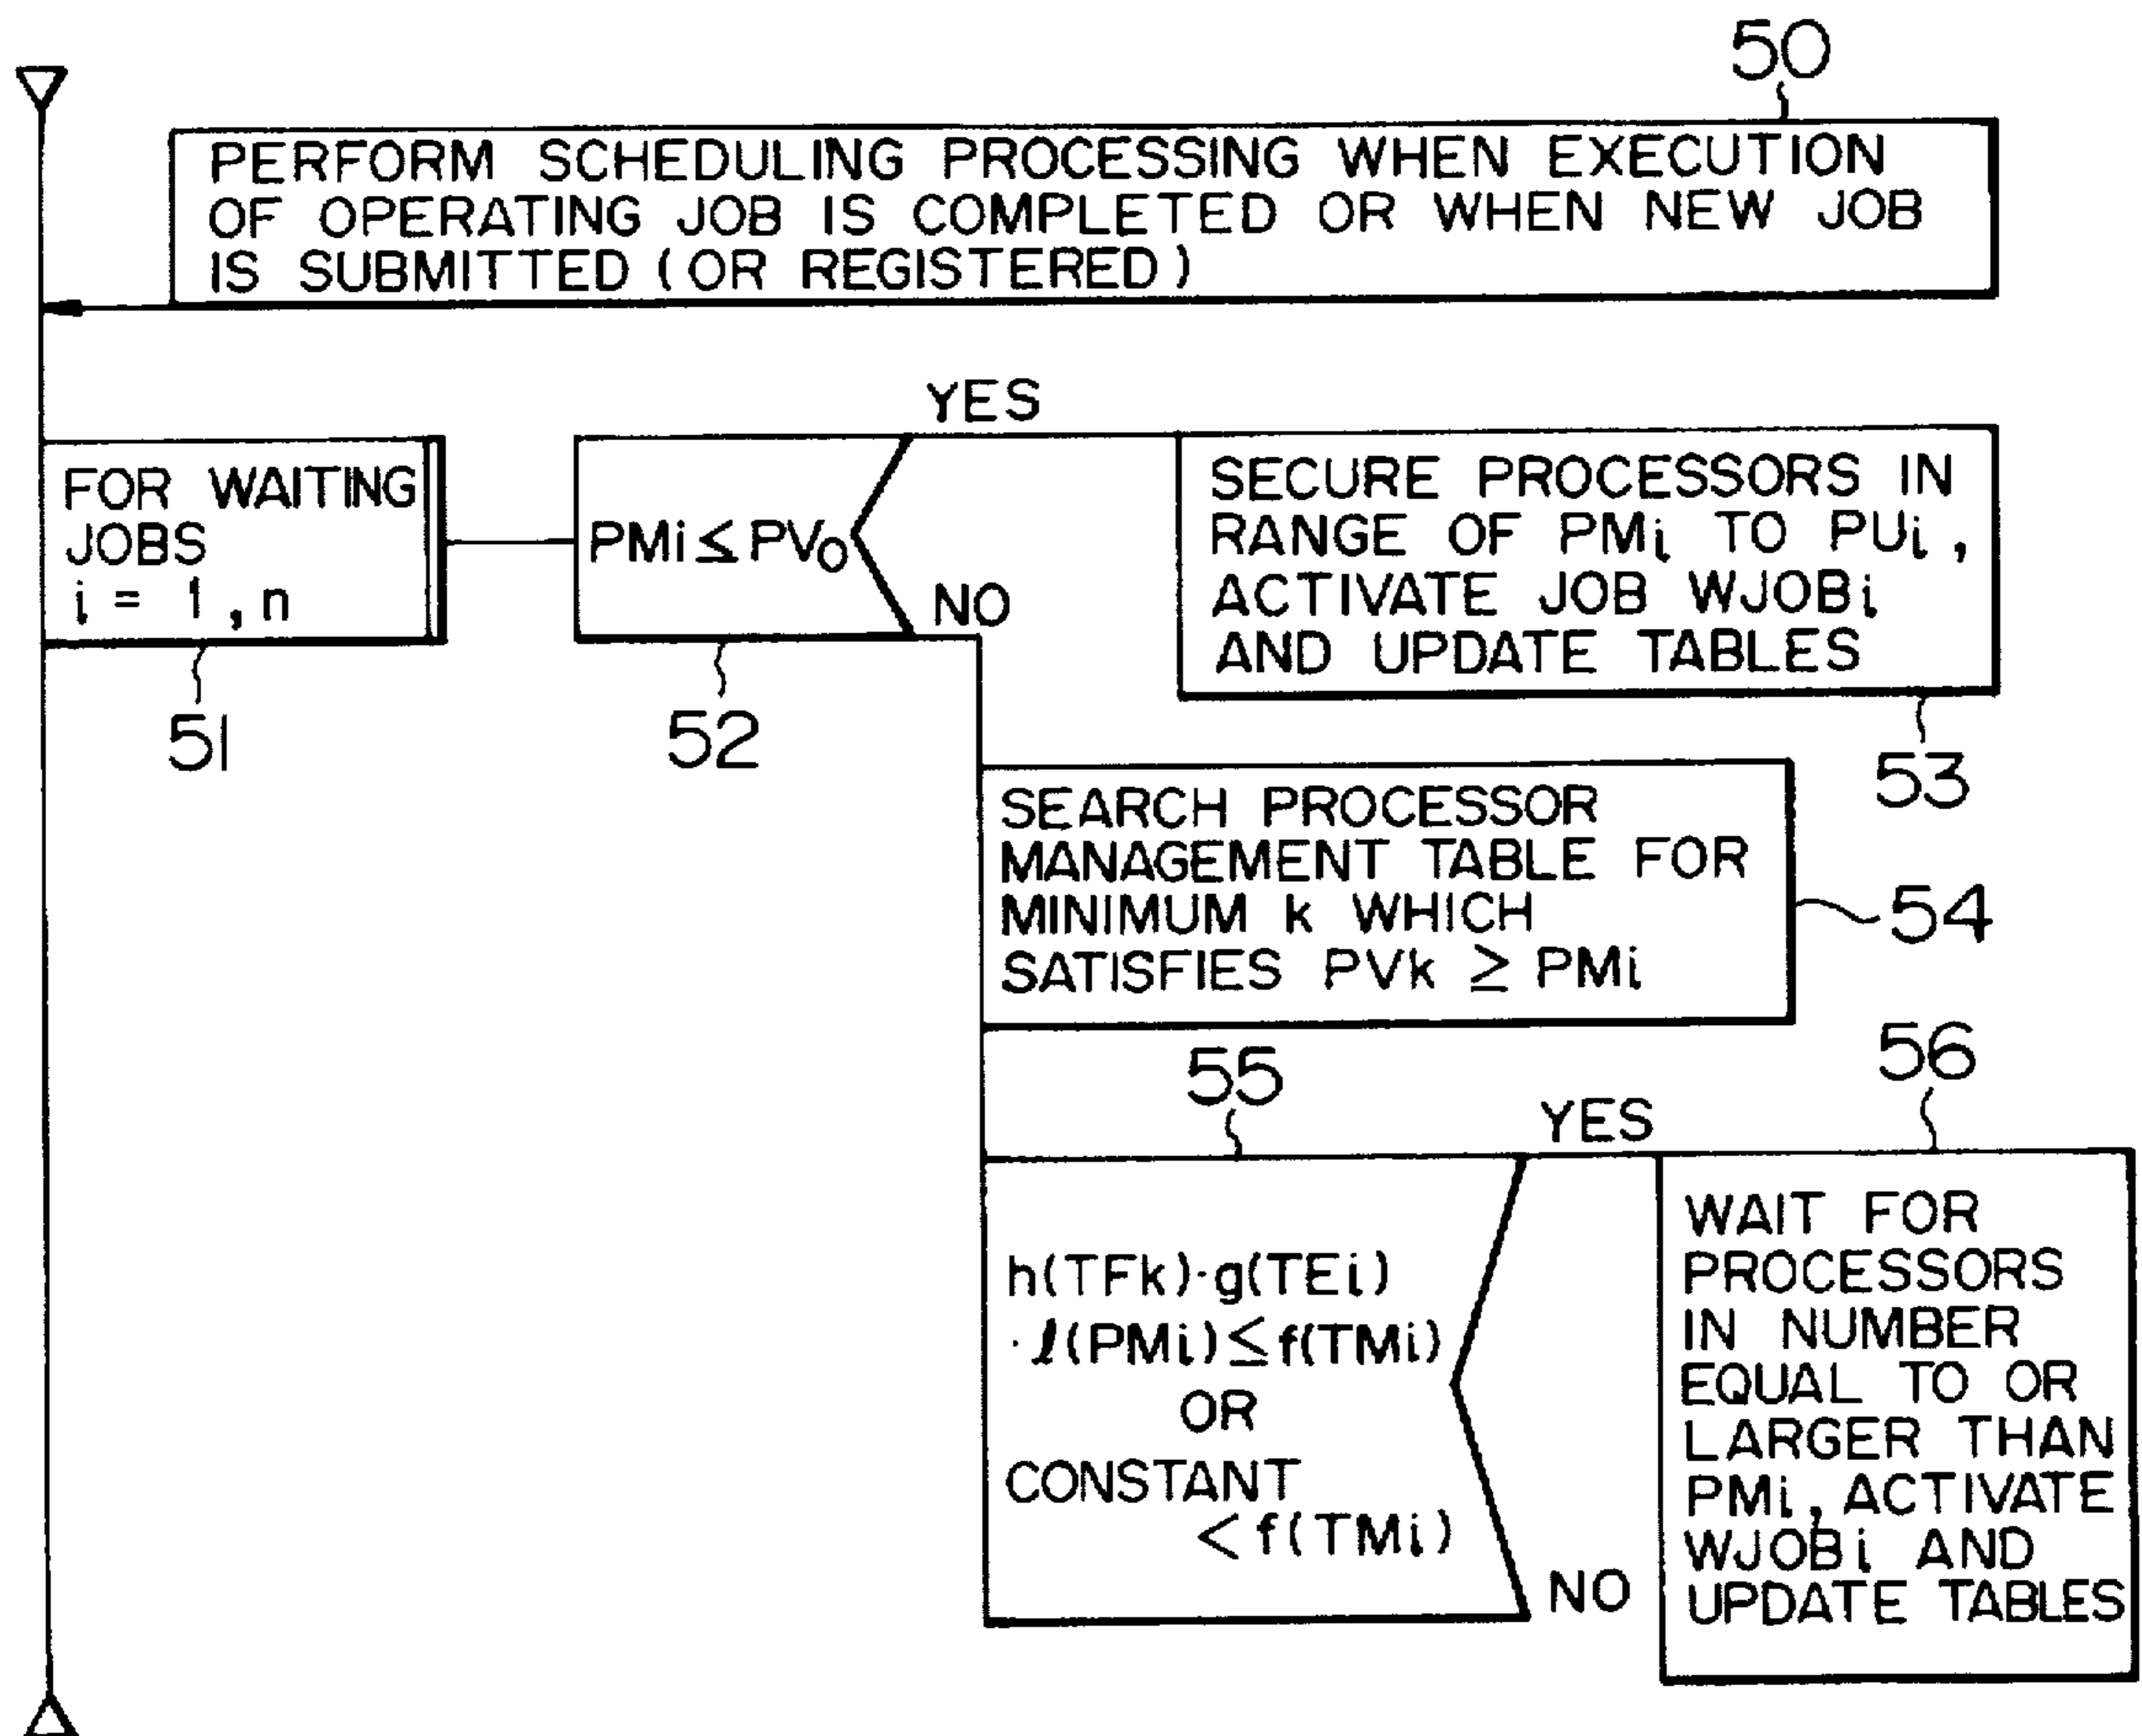 50
PERFORM SCHEDULING PROCESSING WHEN EXECUTION
OF OPERATING JOB IS COMPLETED OR WHEN NEW JOB
IS SUBMITTED (OR REGISTERED)
FOR WAITING
JOBS
i = 1, n
51
PMi ≤ PV0
52
YES
NO
SECURE PROCESSORS IN
RANGE OF PMi TO PUi,
ACTIVATE JOB WJOBi
AND UPDATE TABLES
53
SEARCH PROCESSOR
MANAGEMENT TABLE FOR
MINIMUM k WHICH
SATISFIES PVk ≥ PMi
54
55
h(TFk)·g(TEi)
·l(PMi) ≤ f(TMi)
OR
CONSTANT
< f(TMi)
YES
NO
56
WAIT FOR
PROCESSORS
IN NUMBER
EQUAL TO OR
LARGER THAN
PMi, ACTIVATE
WJOBi AND
UPDATE TABLES